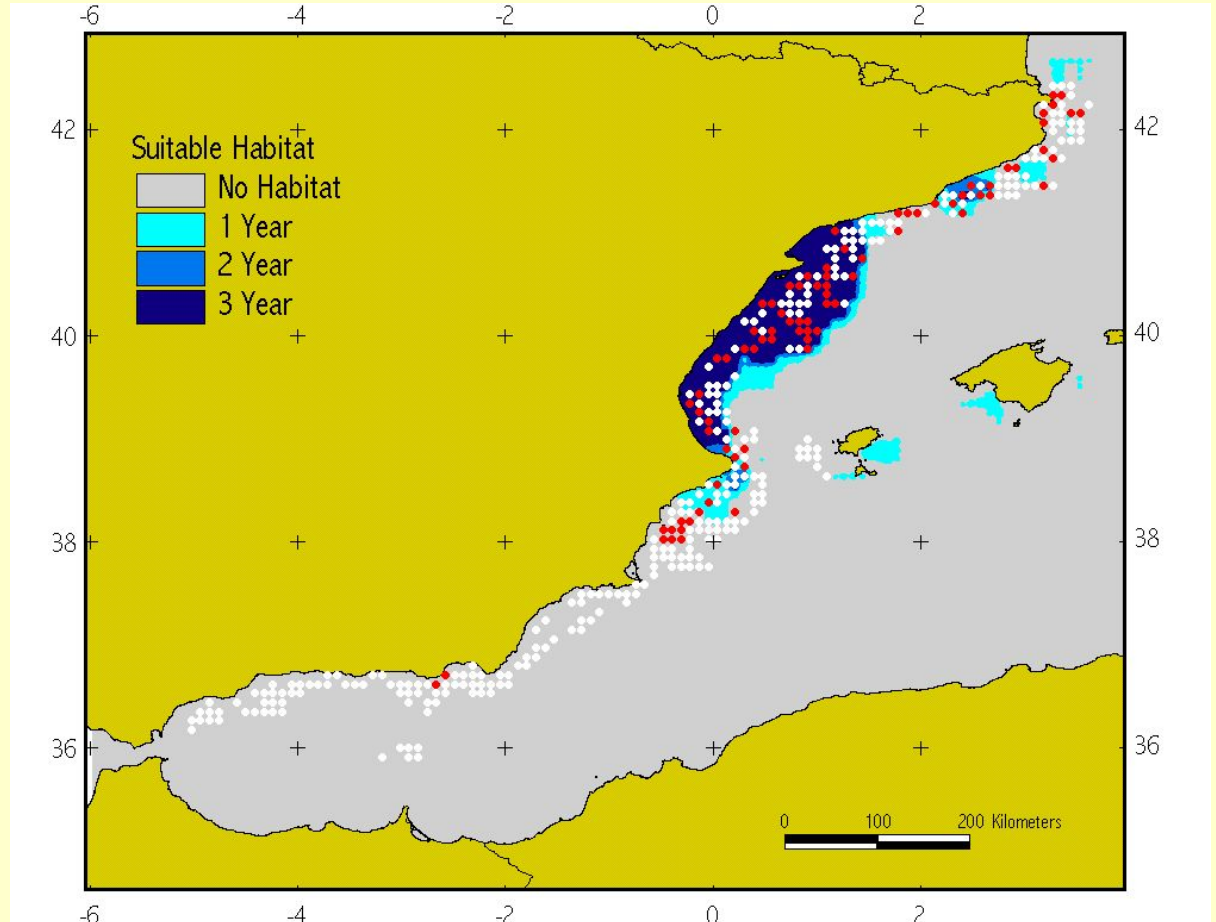 -6 -4 -2 0 2
42 42
Suitable Habitat
No Habitat
1 Year
2 Year
3 Year
40 40
38 38
36 36
0 100 200 Kilometers
-6 -4 -2 0 2